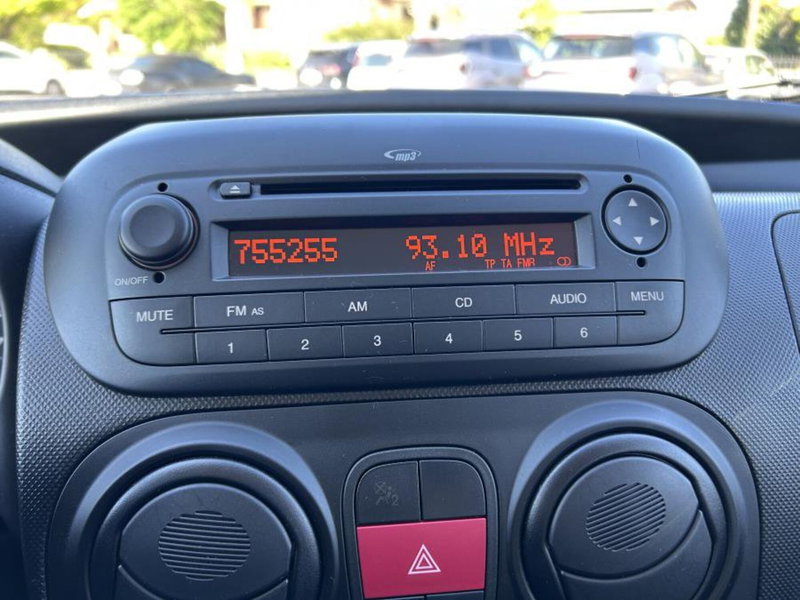 mp3
755255 93.10 MHz
AF TP TA FMR
ON/OFF
MUTE FM AS AM CD AUDIO MENU
1 2 3 4 5 6
2